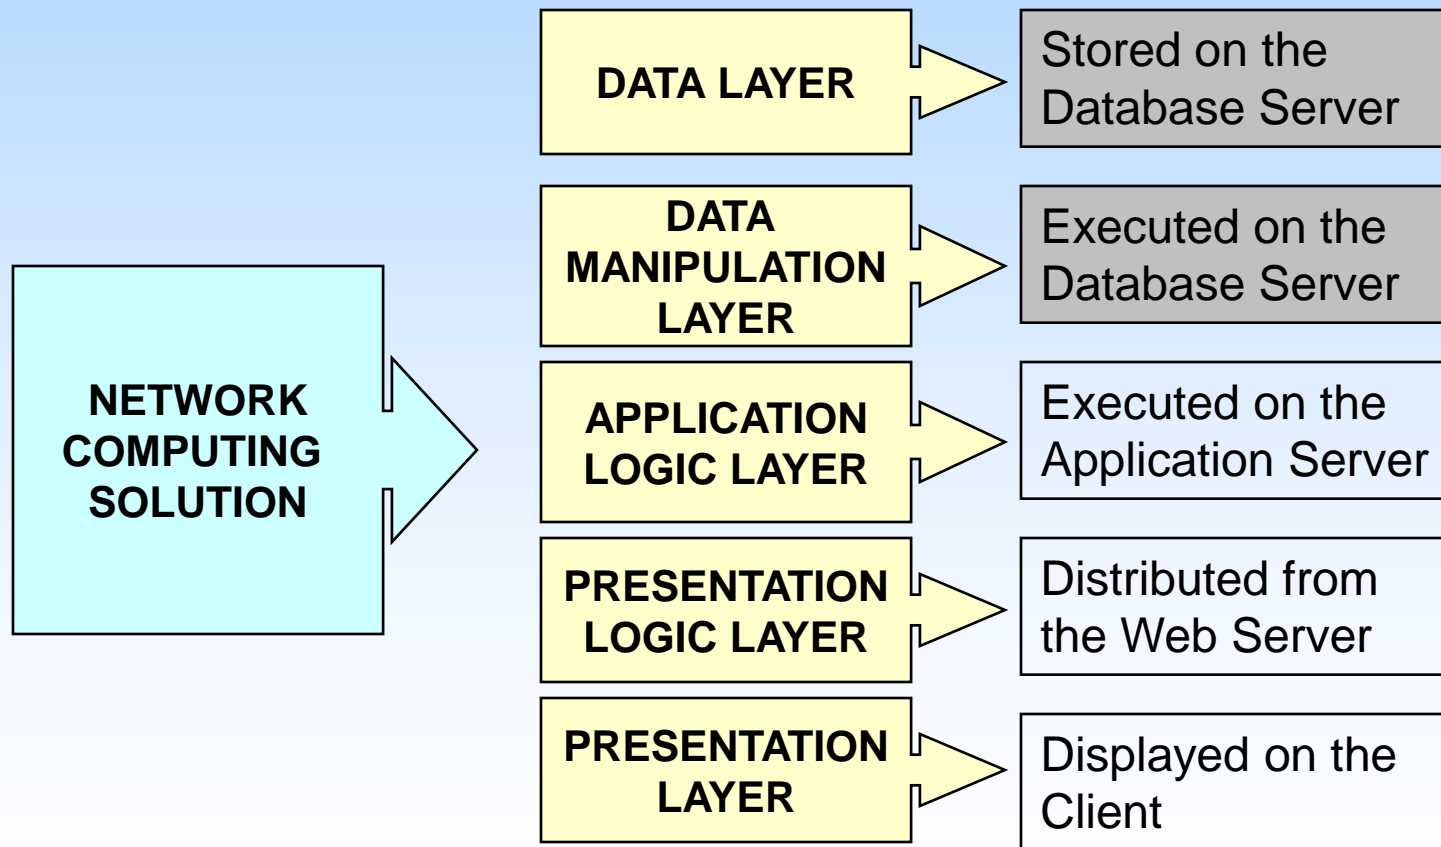 DATA LAYER
Stored on the
Database Server
DATA
MANIPULATION
LAYER
Executed on the
Database Server
NETWORK
COMPUTING
SOLUTION
APPLICATION
LOGIC LAYER
Executed on the
Application Server
PRESENTATION
LOGIC LAYER
Distributed from
the Web Server
PRESENTATION
LAYER
Displayed on the
Client